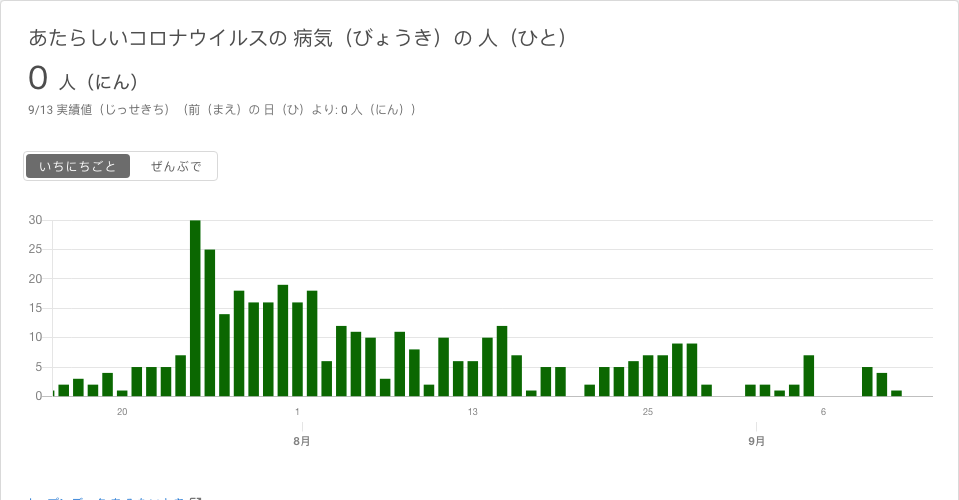 あたらしいコロナウイルスの 病気（びょうき）の 人（ひと）
0 人（にん）
9/13 実績値（じっせきち）（前（まえ）の 日（ひ）より: 0 人（にん））
いちにちごと ぜんぶで
30
25
20
15
10
5
0
20 1 13 25 6
8月 9月